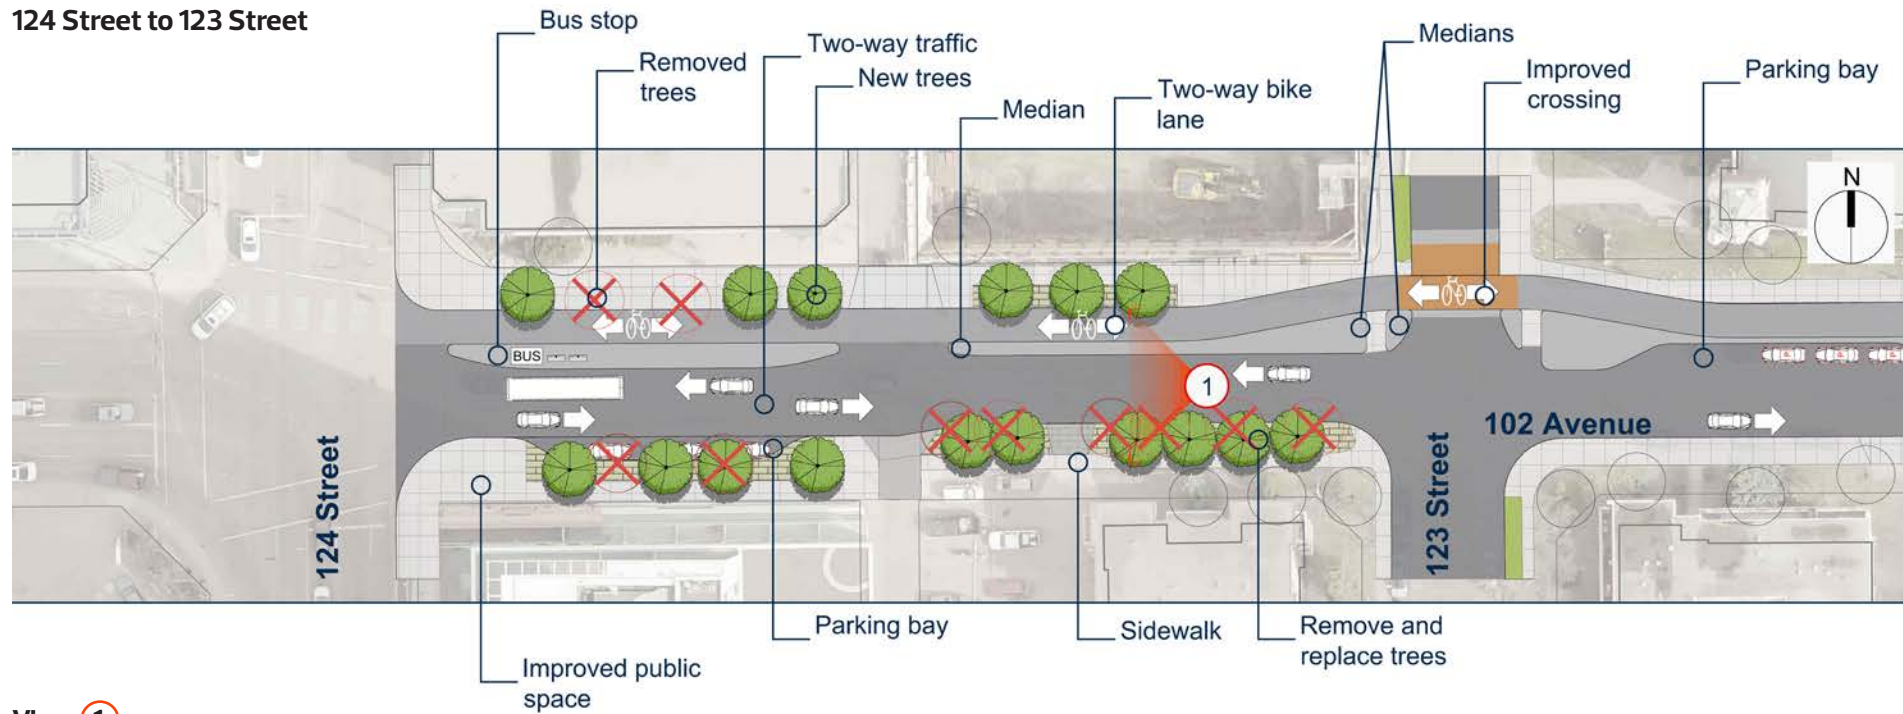 124 Street to 123 Street
Bus stop
Removed
trees
Two-way traffic
New trees
Median
Two-way bike
lane
Medians
Improved
crossing
Parking bay
N
BUS
1
102 Avenue
124 Street
123 Street
Parking bay
Sidewalk
Remove and
replace trees
Improved public
space